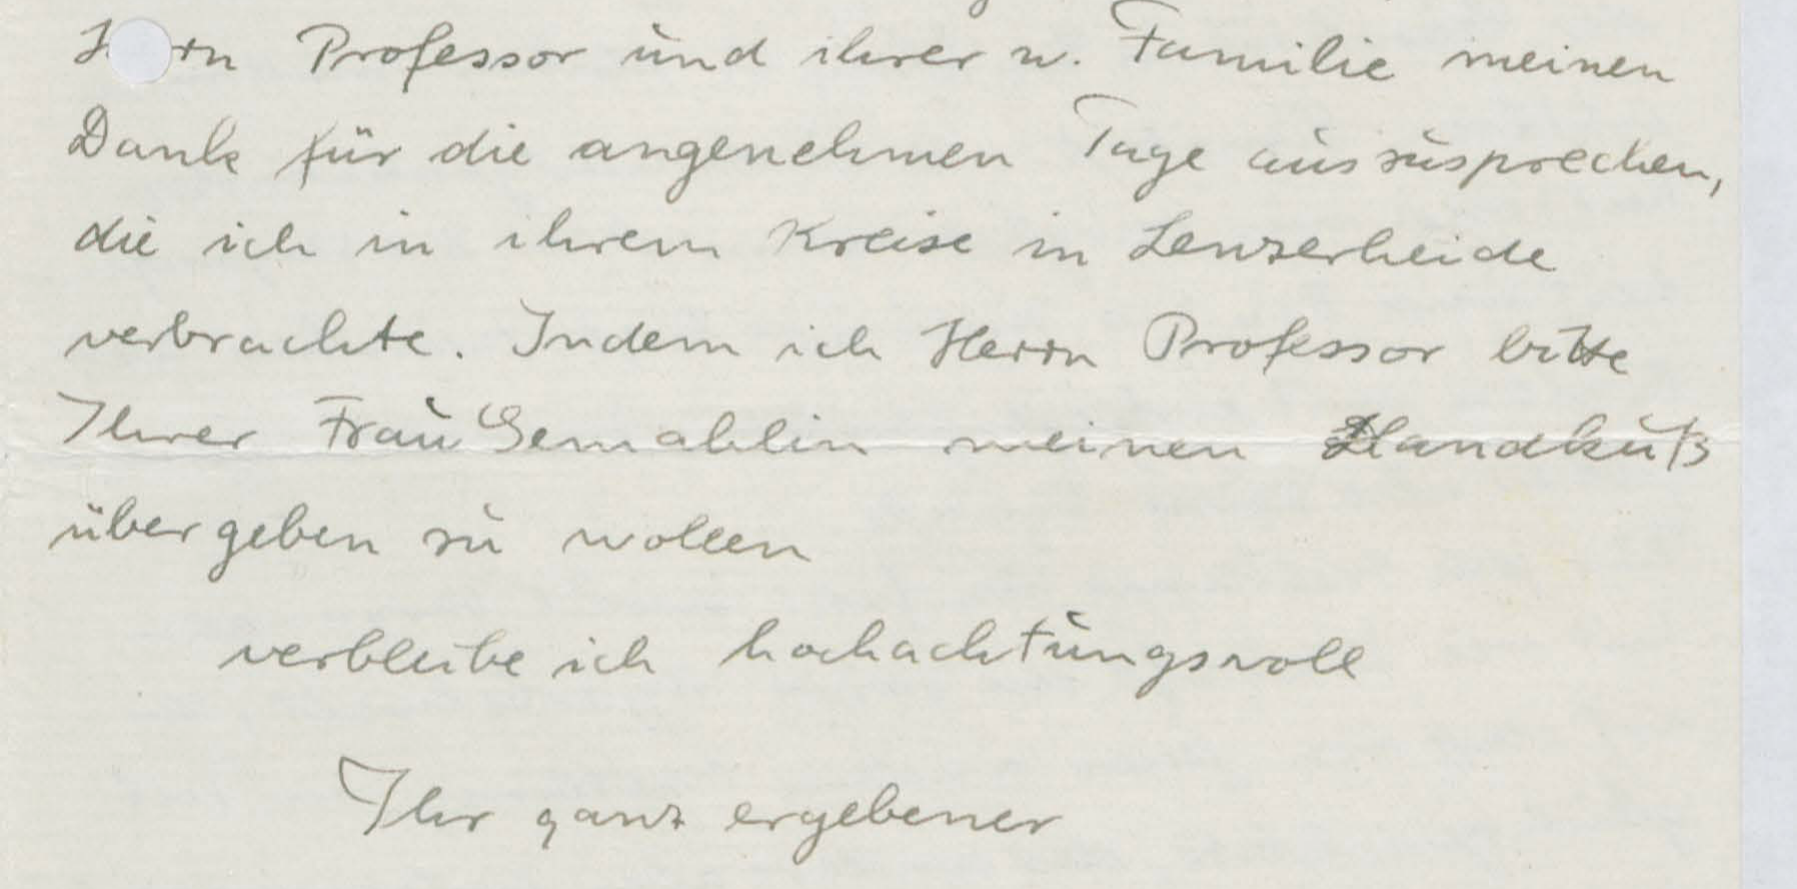 Herrn Professor und ihrer w. Familie meinen
Dank für die angenehmen Tage auszusprechen,
die ich in ihrem Kreise in Lenzerheide
verbrachte. Indem ich Herrn Professor bitte
Ihrer Frau Gemahlin meinen Handkuß
übergeben zu wollen
verbleibe ich hochachtungsvoll
Ihr ganz ergebener